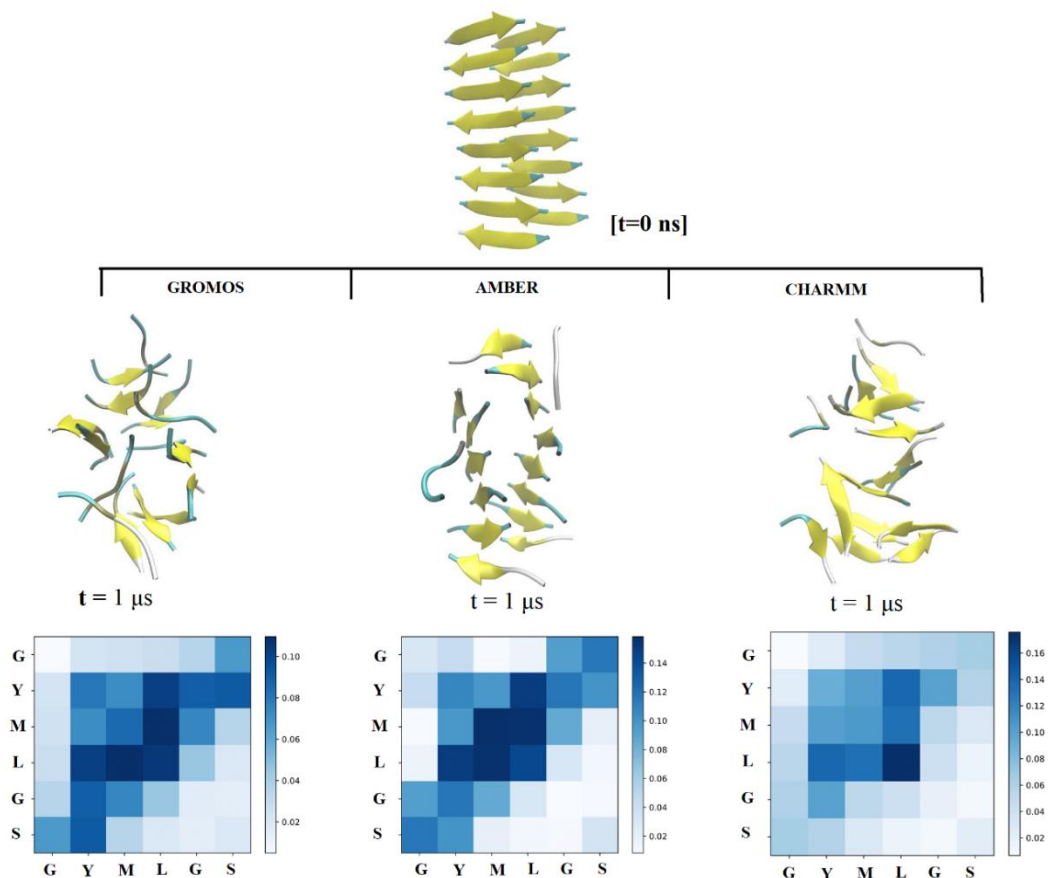 [t=0 ns]
GROMOS AMBER CHARMM
t = 1 μs t = 1 μs t = 1 μs
G
Y
M
L
G
S
G Y M L G S
0.10
0.08
0.06
0.04
0.02
G
Y
M
L
G
S
G Y M L G S
0.14
0.12
0.10
0.08
0.06
0.04
0.02
G
Y
M
L
G
S
G Y M L G S
0.16
0.14
0.12
0.10
0.08
0.06
0.04
0.02